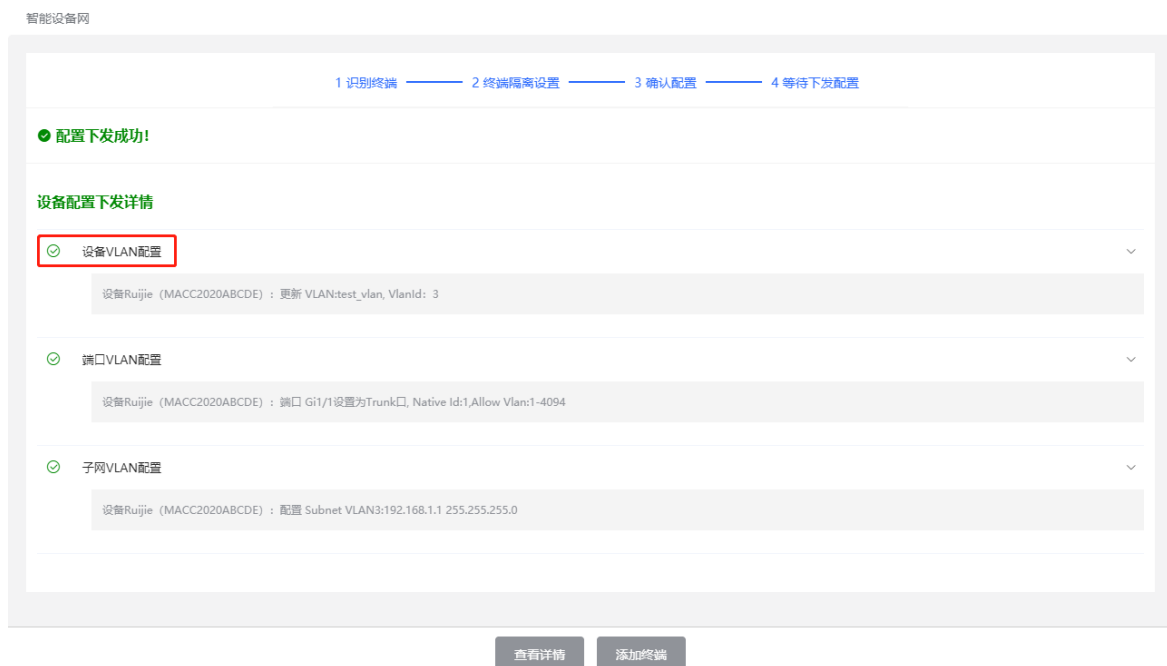 智能设备网
1 识别终端 2 终端隔离设置 3 确认配置 4 等待下发配置
配置下发成功!
设备配置下发详情
设备VLAN配置
设备Ruijie（MACC2020ABCDE）: 更新 VLAN:test_vlan, VlanId: 3
端口VLAN配置
设备Ruijie（MACC2020ABCDE）: 端口 Gi1/1设置为Trunk口, Native Id:1,Allow Vlan:1-4094
子网VLAN配置
设备Ruijie（MACC2020ABCDE）: 配置 Subnet VLAN3:192.168.1.1 255.255.255.0
查看详情 添加终端